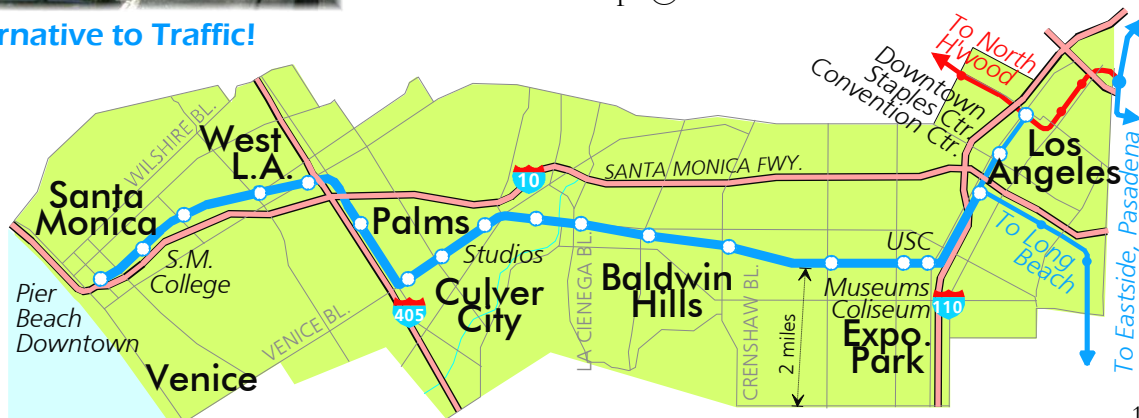 rnative to Traffic!
To North
H'wood
Downtown
Staples Ctr.
Convention Ctr.
WILSHIRE BL.
West
L.A.
10
SANTA MONICA FWY.
Los
Angeles
Santa
Monica
Palms
S.M.
College
Studios
USC
To Long
Beach
To Eastside, Pasadena
Pier
Beach
Downtown
405
Culver
City
LA CIENEGA BL.
Baldwin
Hills
CRENSHAW BL.
2 miles
Museums
Coliseum
110
Expo.
Park
VENICE BL.
Venice
1